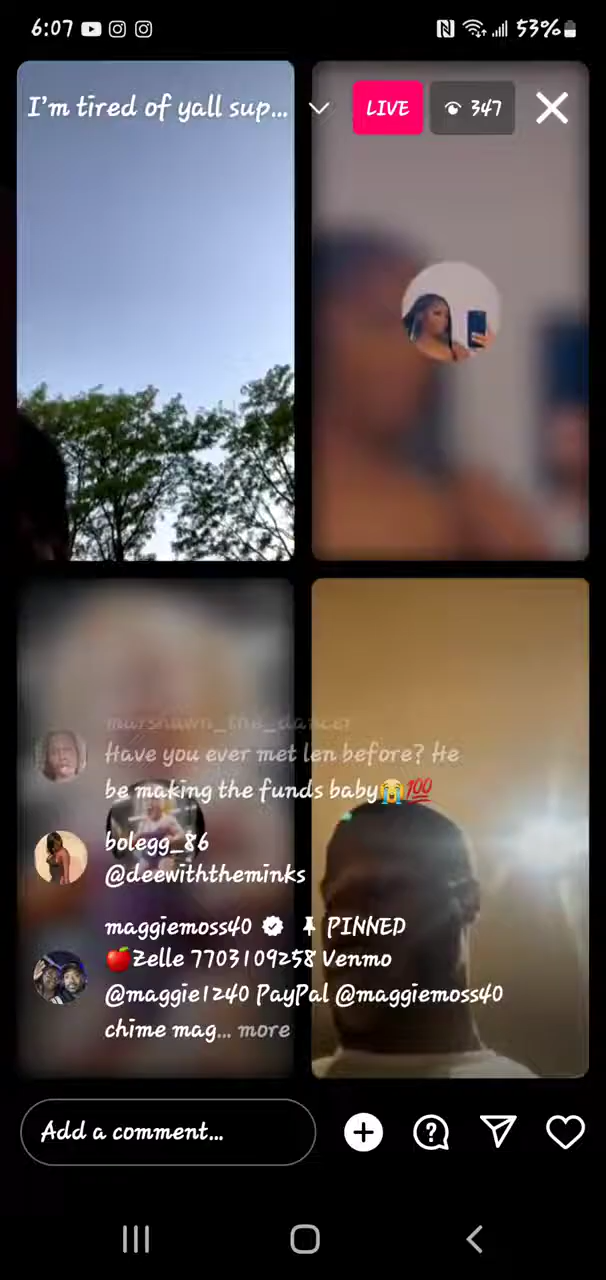 6:07
53%
I'm tired of yall sup...
LIVE
347
marshawn_the_dancer
Have you ever met len before? He
be making the funds baby😭💯
bolegg_86
@deewiththeminks
maggiemoss40 PINNED
🍎Zelle 7703109258 Venmo
@maggie1240 PayPal @maggiemoss40
chime mag... more
Add a comment...